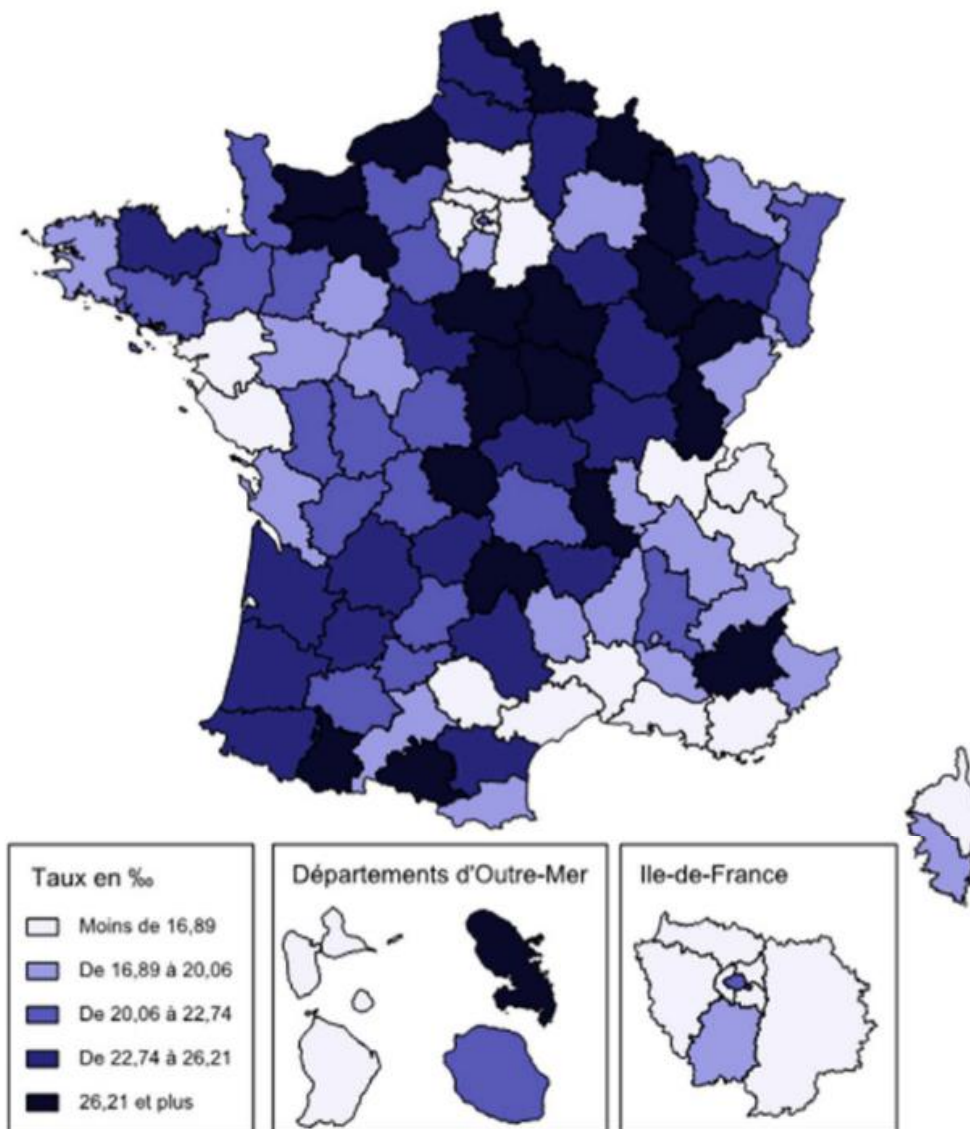 Taux en ‰
Moins de 16,89
De 16,89 à 20,06
De 20,06 à 22,74
De 22,74 à 26,21
26,21 et plus
Départements d'Outre-Mer
Ile-de-France